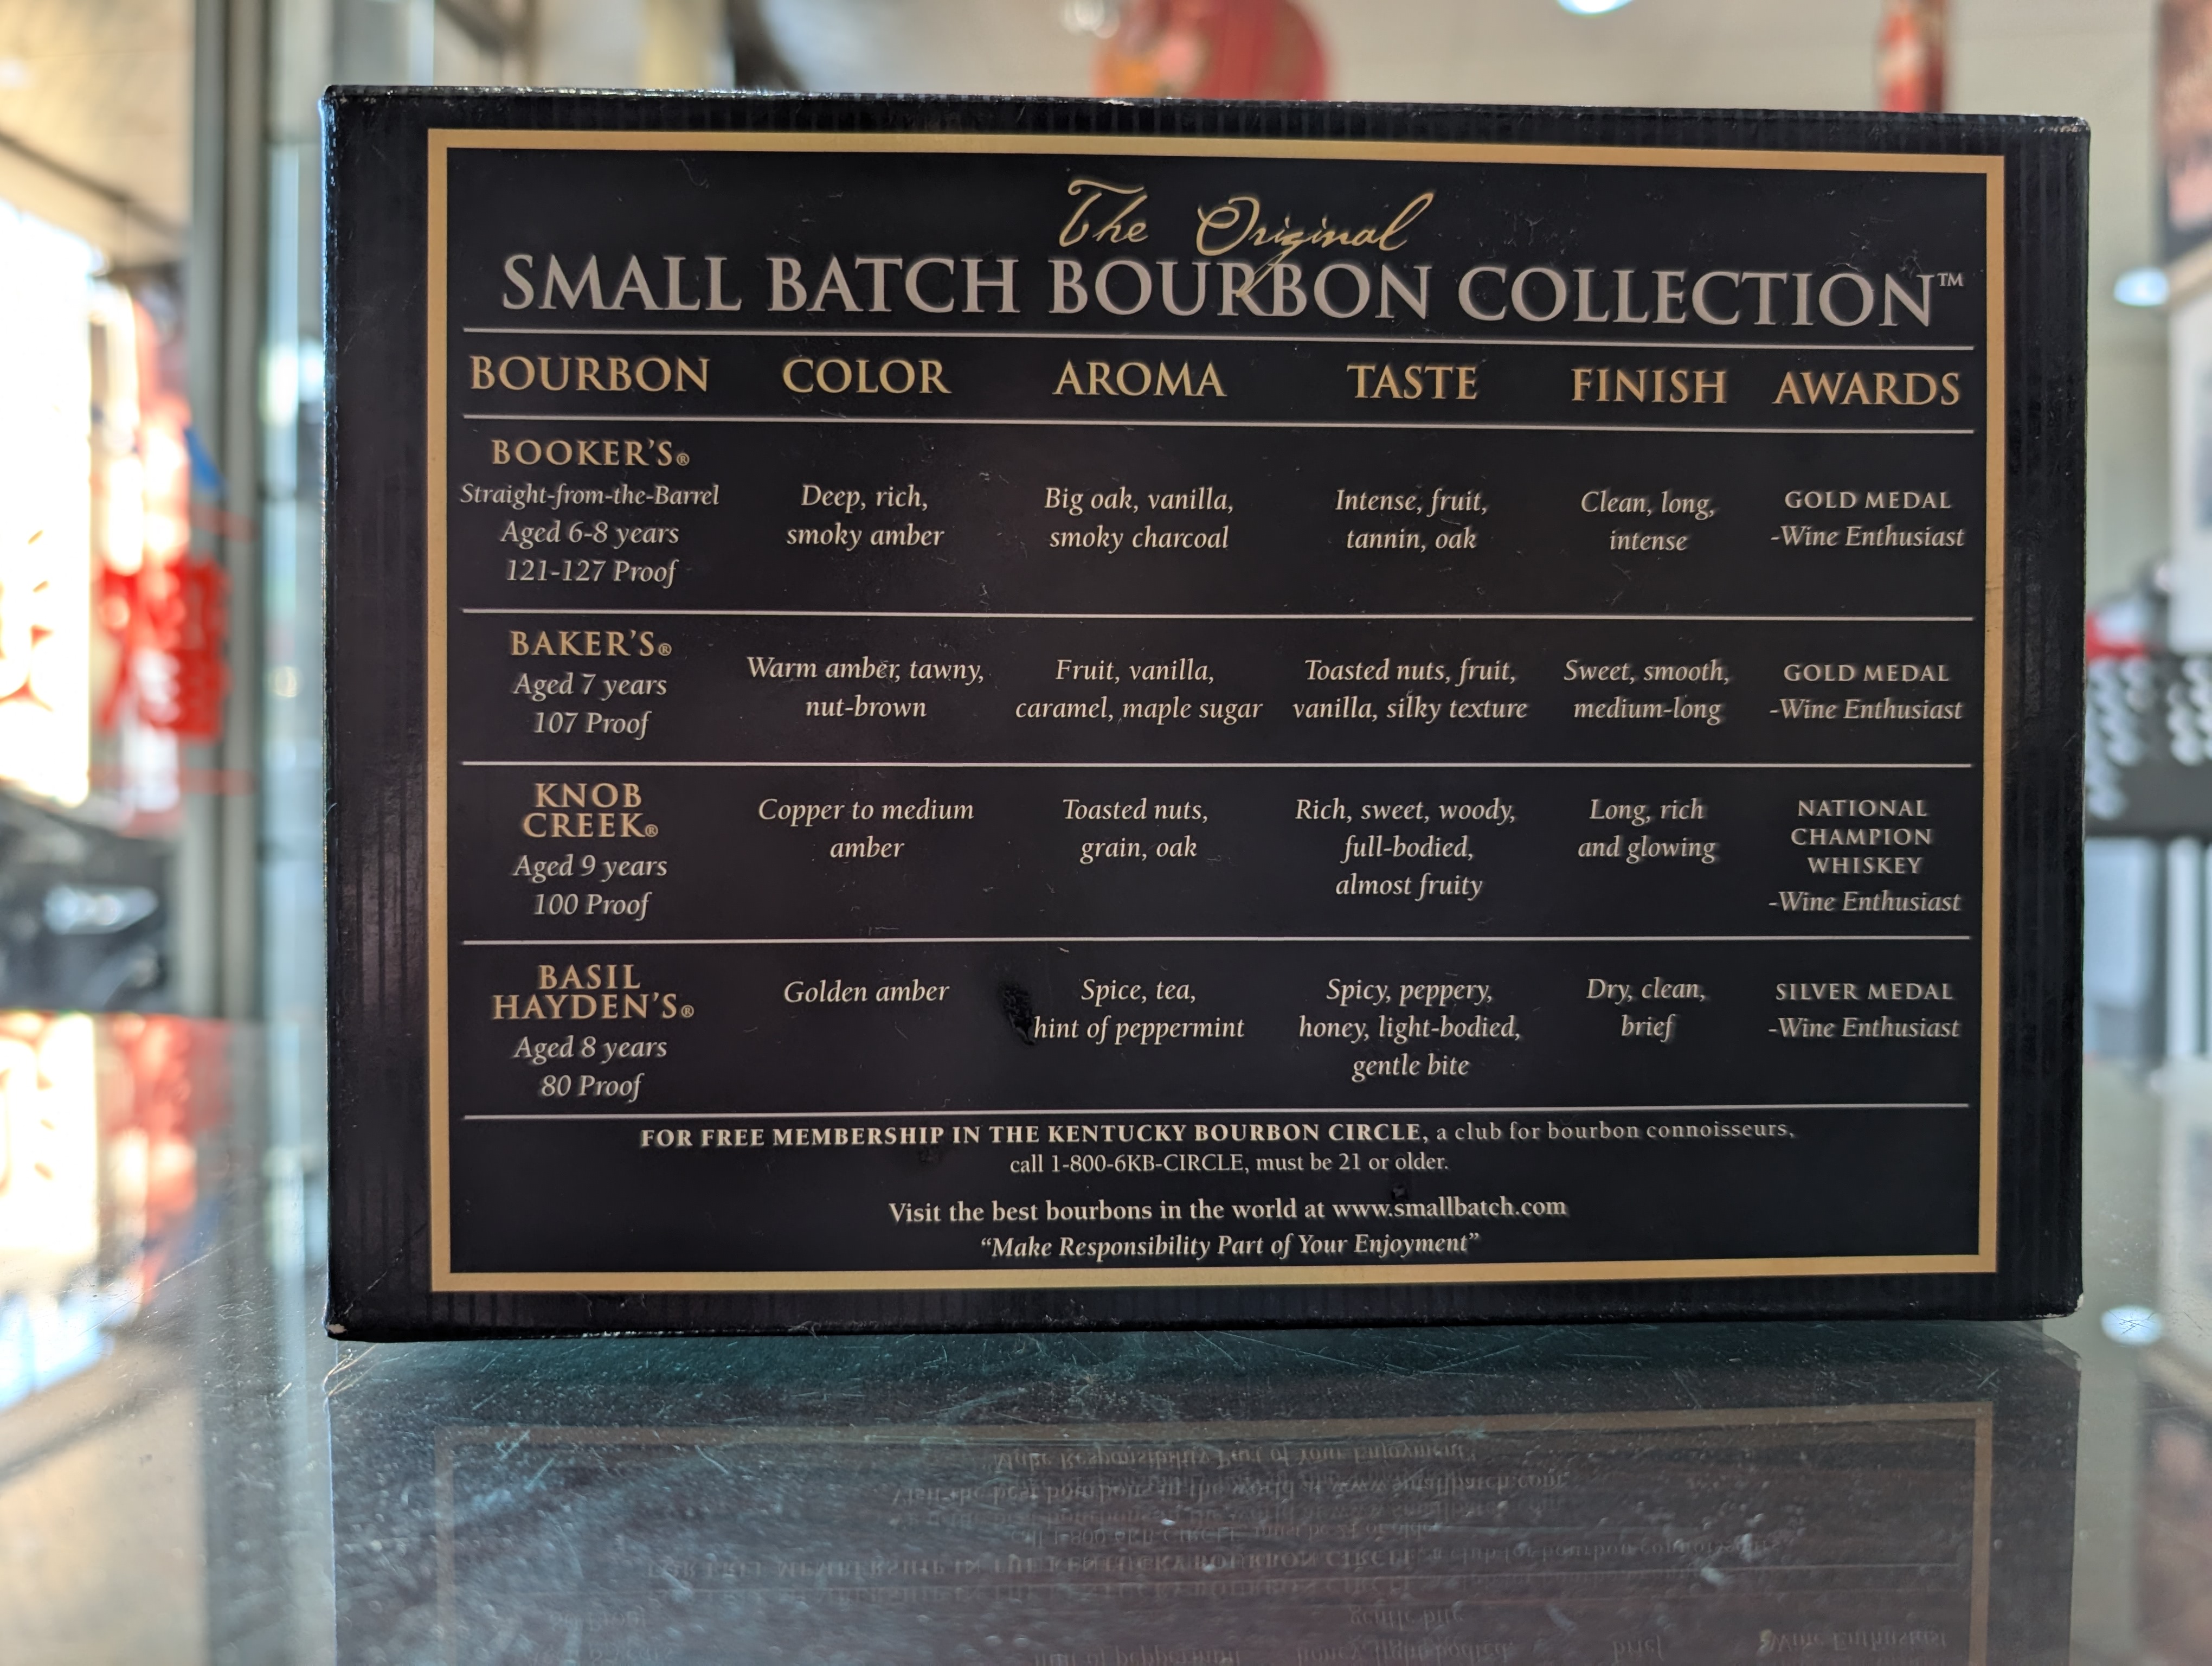 The Original
SMALL BATCH BOURBON COLLECTION™
BOURBON COLOR AROMA TASTE FINISH AWARDS
BOOKER'S®
Straight-from-the-Barrel
Aged 6-8 years
121-127 Proof
Deep, rich,
smoky amber
Big oak, vanilla,
smoky charcoal
Intense, fruit,
tannin, oak
Clean, long,
intense
GOLD MEDAL
-Wine Enthusiast
BAKER'S®
Aged 7 years
107 Proof
Warm amber, tawny,
nut-brown
Fruit, vanilla,
caramel, maple sugar
Toasted nuts, fruit,
vanilla, silky texture
Sweet, smooth,
medium-long
GOLD MEDAL
-Wine Enthusiast
KNOB
CREEK®
Aged 9 years
100 Proof
Copper to medium
amber
Toasted nuts,
grain, oak
Rich, sweet, woody,
full-bodied,
almost fruity
Long, rich
and glowing
NATIONAL
CHAMPION
WHISKEY
-Wine Enthusiast
BASIL
HAYDEN'S®
Aged 8 years
80 Proof
Golden amber
Spice, tea,
hint of peppermint
Spicy, peppery,
honey, light-bodied,
gentle bite
Dry, clean,
brief
SILVER MEDAL
-Wine Enthusiast
FOR FREE MEMBERSHIP IN THE KENTUCKY BOURBON CIRCLE, a club for bourbon connoisseurs,
call 1-800-6KB-CIRCLE, must be 21 or older.
Visit the best bourbons in the world at www.smallbatch.com
“Make Responsibility Part of Your Enjoyment”